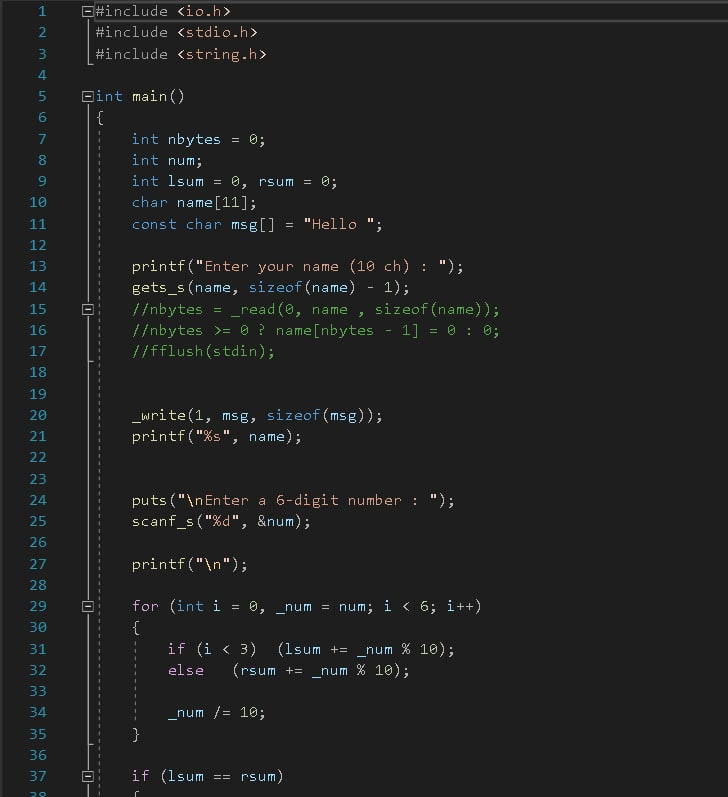 1 #include <io.h>
2 #include <stdio.h>
3 #include <string.h>
4
5 int main()
6 {
7 int nbytes = 0;
8 int num;
9 int lsum = 0, rsum = 0;
10 char name[11];
11 const char msg[] = "Hello ";
12
13 printf("Enter your name (10 ch) : ");
14 gets_s(name, sizeof(name) - 1);
15 //nbytes = _read(0, name , sizeof(name));
16 //nbytes >= 0 ? name[nbytes - 1] = 0 : 0;
17 //fflush(stdin);
18
19
20 _write(1, msg, sizeof(msg));
21 printf("%s", name);
22
23
24 puts("\nEnter a 6-digit number : ");
25 scanf_s("%d", &num);
26
27 printf("\n");
28
29 for (int i = 0, _num = num; i < 6; i++)
30 {
31 if (i < 3) (lsum += _num % 10);
32 else (rsum += _num % 10);
33
34 _num /= 10;
35 }
36
37 if (lsum == rsum)
38 {